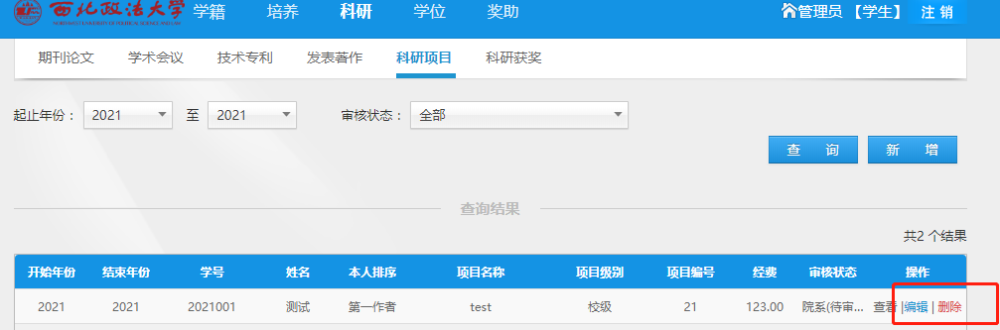 西北政法大学 学籍 培养 科研 学位 奖助 管理员 【学生】 注 销
期刊论文 学术会议 技术专利 发表著作 科研项目 科研获奖
起止年份： 2021 至 2021 审核状态： 全部
查 询 新 增
查询结果
共2 个结果
开始年份 结束年份 学号 姓名 本人排序 项目名称 项目级别 项目编号 经费 审核状态 操作
2021 2021 2021001 测试 第一作者 test 校级 21 123.00 院系(待审... 查看 |编辑 | 删除